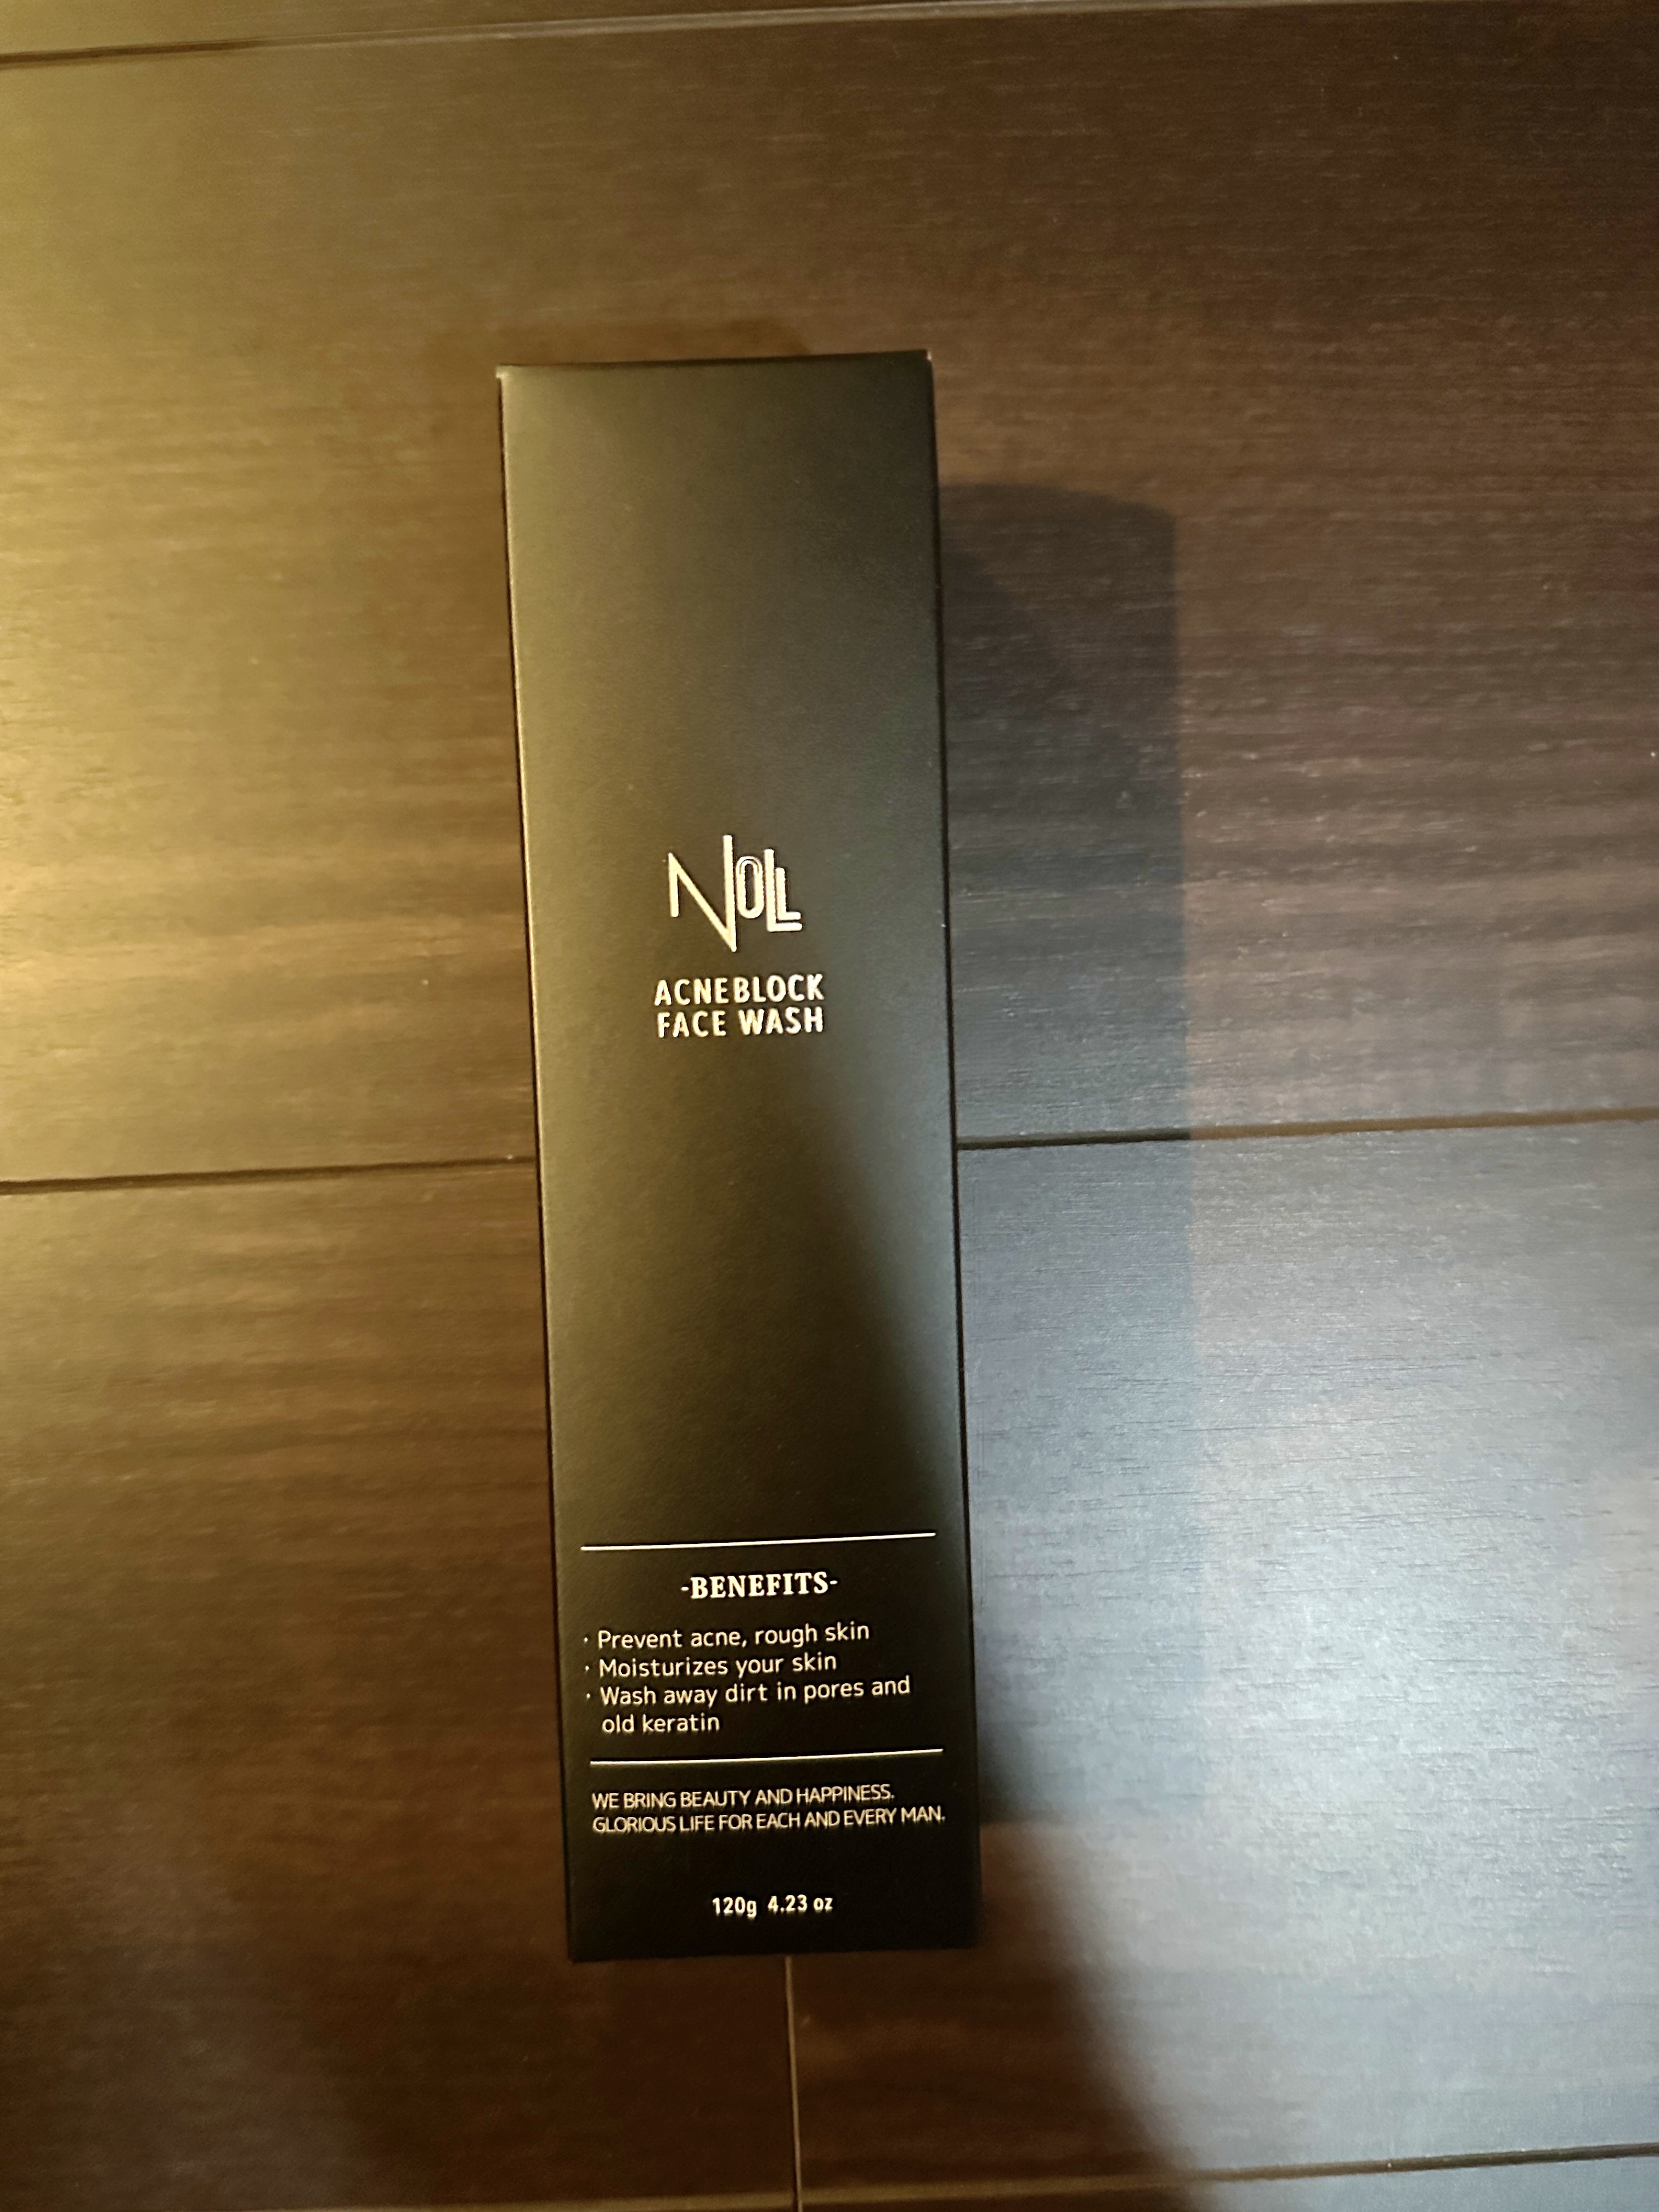 NOLL
ACNEBLOCK
FACE WASH
-BENEFITS-
・Prevent acne, rough skin
・Moisturizes your skin
・Wash away dirt in pores and
old keratin
WE BRING BEAUTY AND HAPPINESS.
GLORIOUS LIFE FOR EACH AND EVERY MAN.
120g 4.23 oz